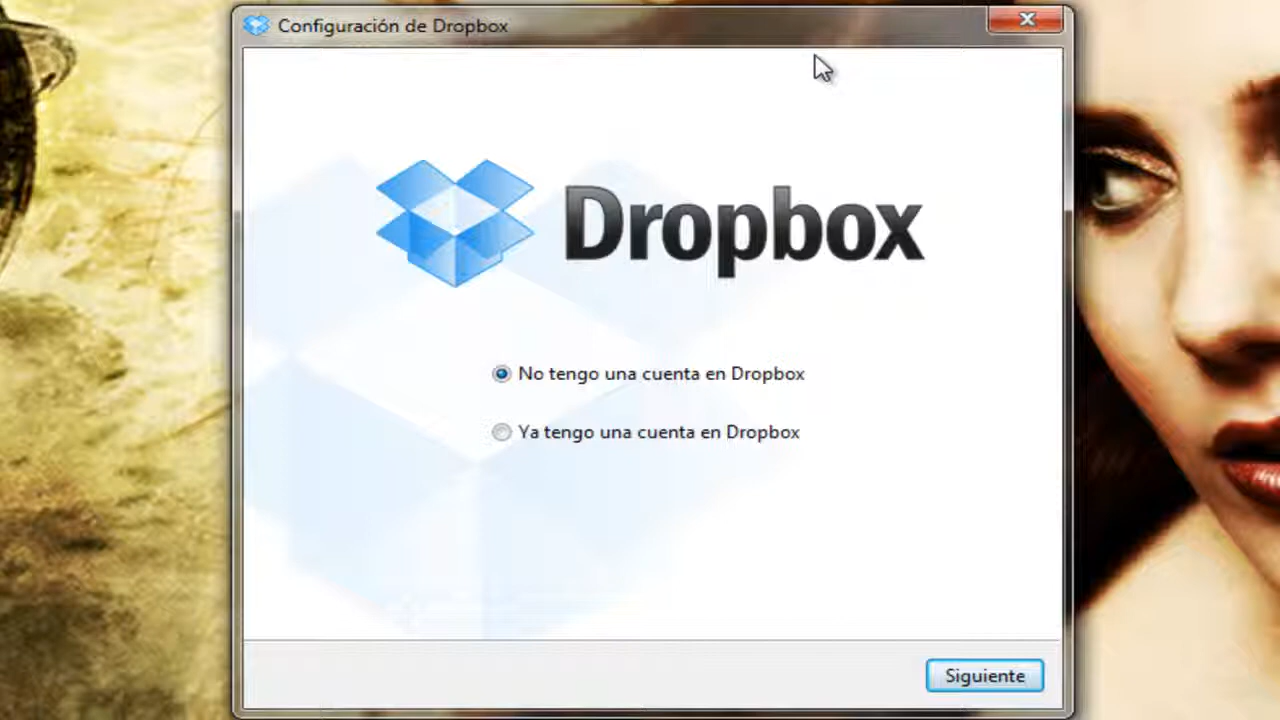 Configuración de Dropbox
Dropbox
No tengo una cuenta en Dropbox
Ya tengo una cuenta en Dropbox
Siguiente